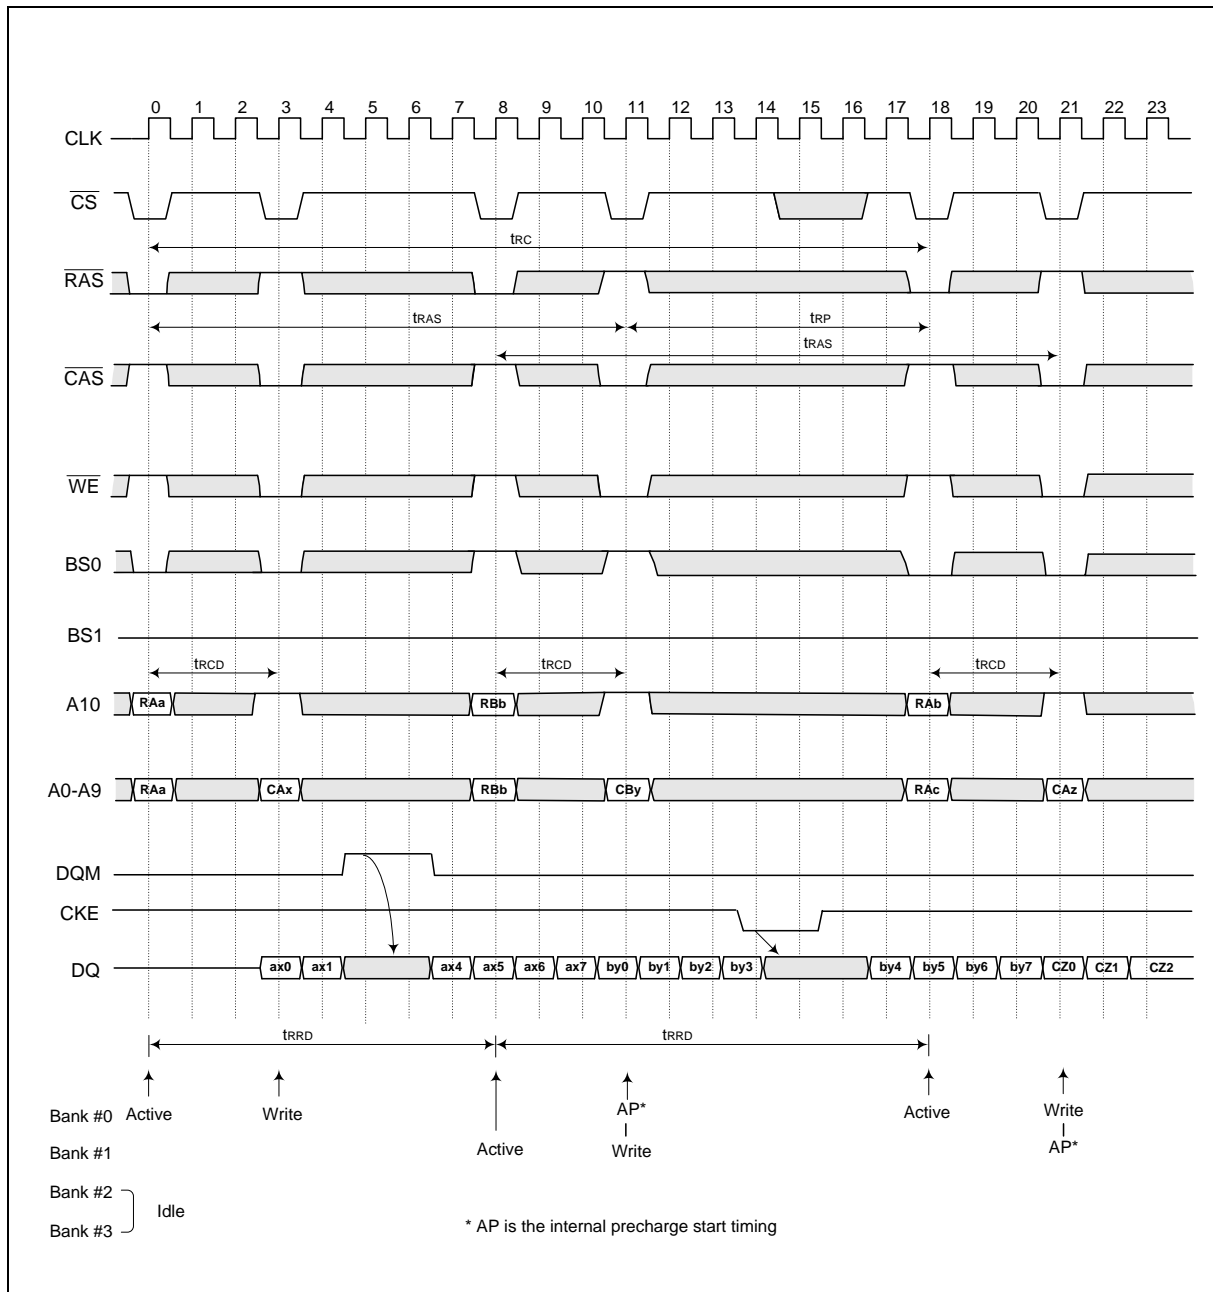 0 1 2 3 4 5 6 7 8 9 10 11 12 13 14 15 16 17 18 19 20 21 22 23
CLK
CS
tRC
RAS
tRAS tRP
tRAS
CAS
WE
BS0
BS1
tRCD tRCD tRCD
A10 RAa RBb RAb
A0-A9 RAa CAx RBb CBy RAc CAz
DQM
CKE
DQ ax0 ax1 ax4 ax5 ax6 ax7 by0 by1 by2 by3 by4 by5 by6 by7 CZ0 CZ1 CZ2
tRRD tRRD
Bank #0 Active Write AP* Active Write
Bank #1 Active Write AP*
Bank #2
Idle
Bank #3
* AP is the internal precharge start timing